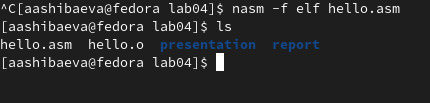 ^C[aashibaeva@fedora lab04]$ nasm -f elf hello.asm
[aashibaeva@fedora lab04]$ ls
hello.asm  hello.o  presentation  report
[aashibaeva@fedora lab04]$